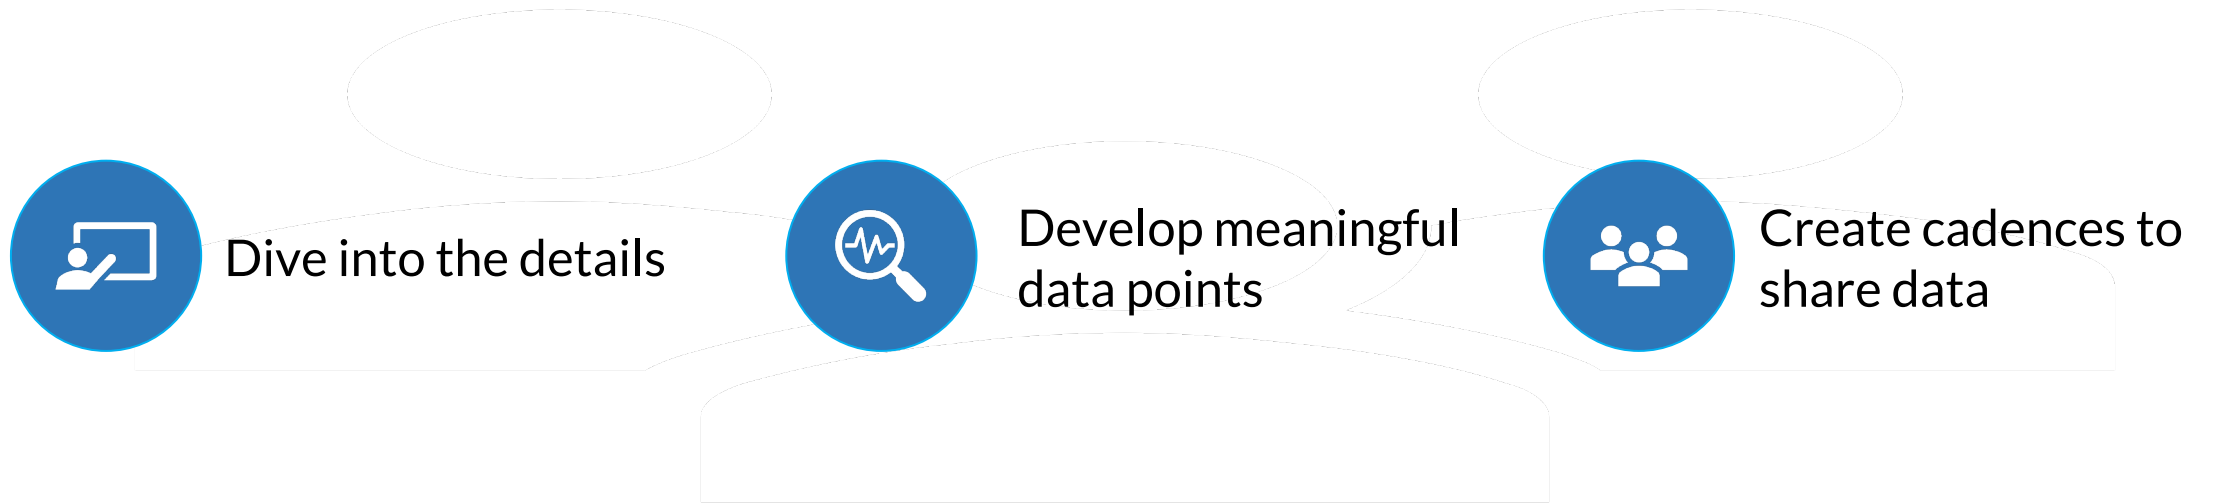 Dive into the details
Develop meaningful
data points
Create cadences to
share data